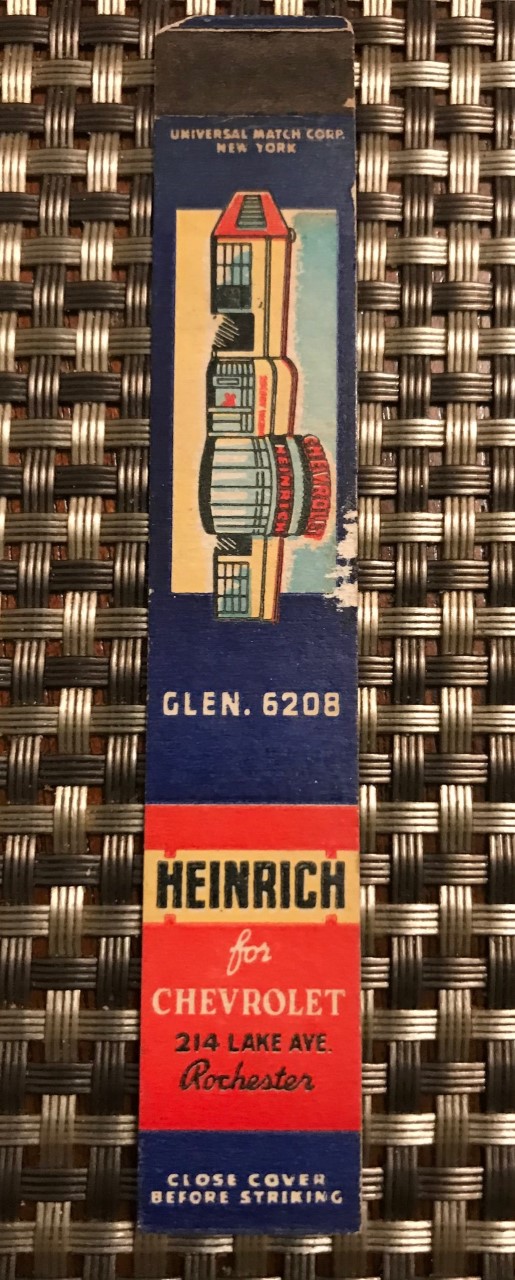 UNIVERSAL MATCH CORP.
NEW YORK
CHEVROLET
HEINRICH
GLEN. 6208
HEINRICH
for
CHEVROLET
214 LAKE AVE.
Rochester
CLOSE COVER
BEFORE STRIKING